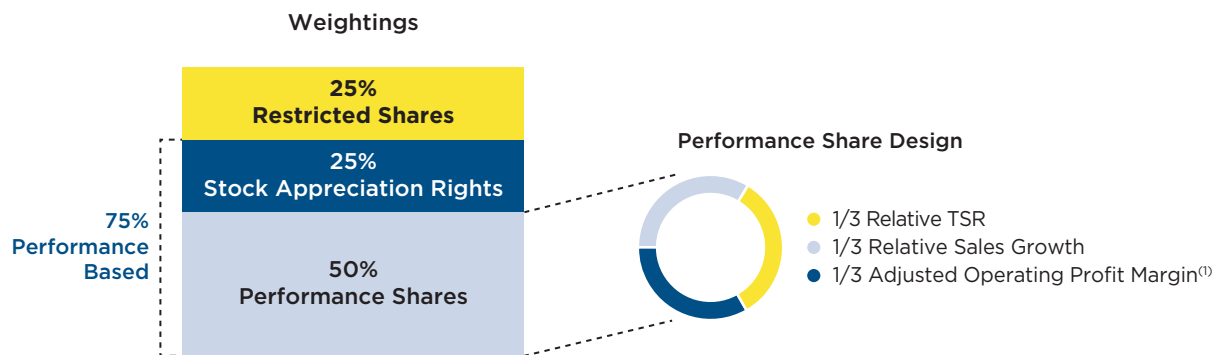 Weightings
25%
Restricted Shares
25%
Stock Appreciation Rights
75%
Performance
Based
50%
Performance Shares
Performance Share Design
1/3 Relative TSR
1/3 Relative Sales Growth
1/3 Adjusted Operating Profit Margin(1)